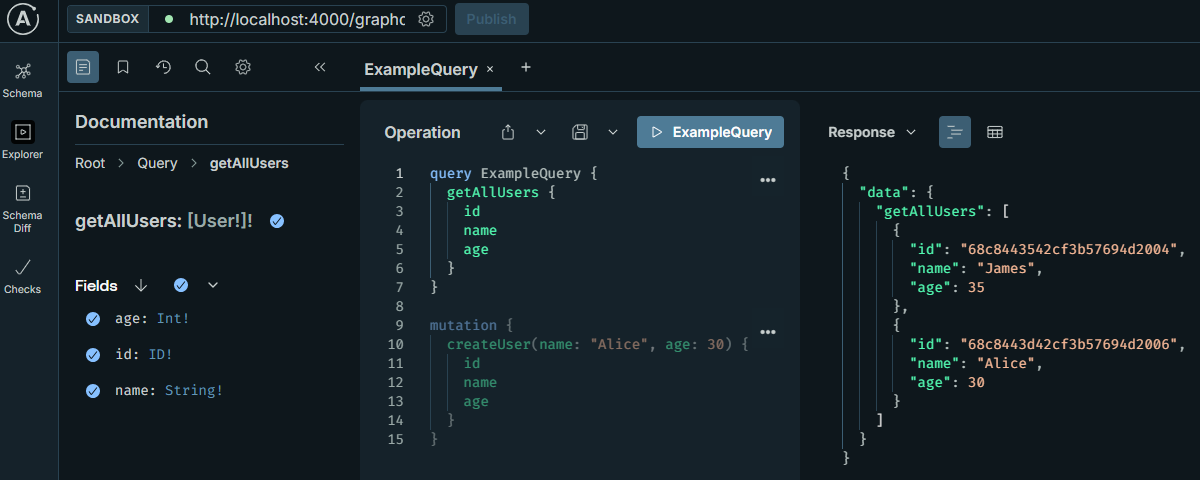 SANDBOX http://localhost:4000/graphc Publish
Schema
Explorer
Schema
Diff
Checks
Documentation
Root > Query > getAllUsers
getAllUsers: [User!]!
Fields
age: Int!
id: ID!
name: String!
ExampleQuery ×
Operation ExampleQuery
1 query ExampleQuery {
2 getAllUsers {
3 id
4 name
5 age
6 }
7 }
8
9 mutation {
10 createUser(name: "Alice", age: 30) {
11 id
12 name
13 age
14 }
15 }
Response
{
"data": {
"getAllUsers": [
{
"id": "68c8443542cf3b57694d2004",
"name": "James",
"age": 35
},
{
"id": "68c8443d42cf3b57694d2006",
"name": "Alice",
"age": 30
}
]
}
}